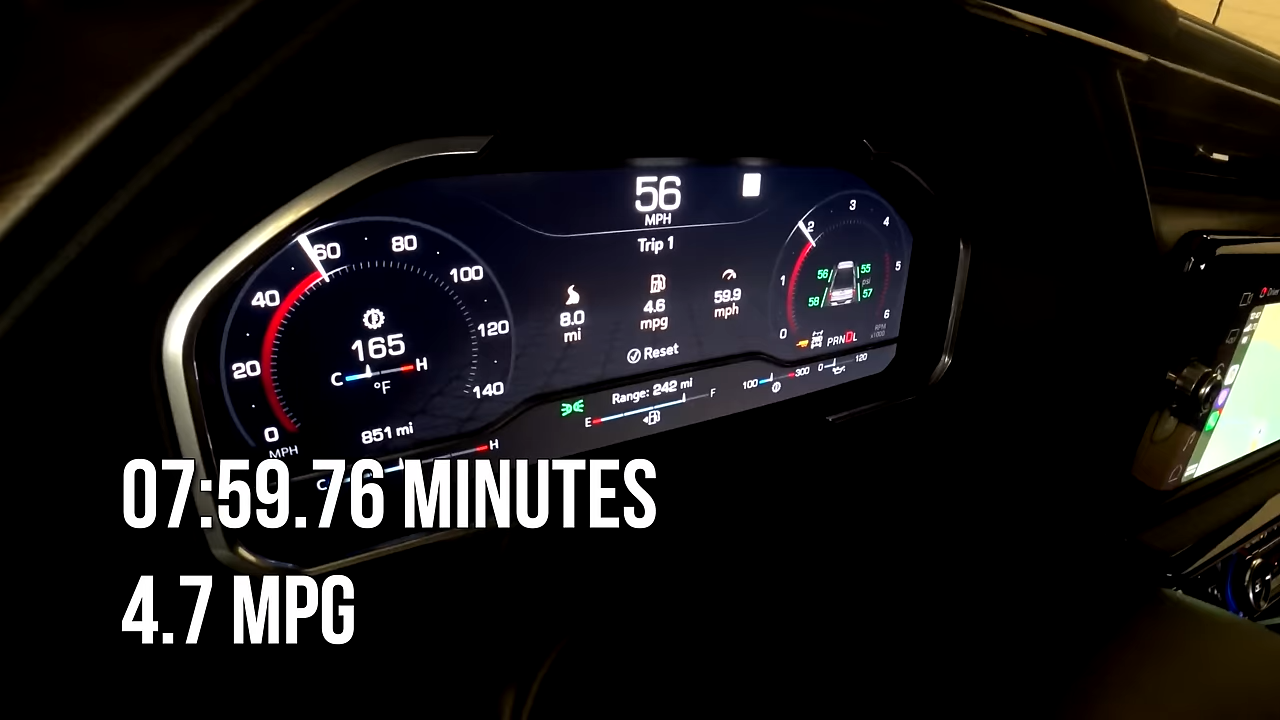 56
MPH
Trip 1
8.0
mi
4.6
mpg
59.9
mph
Reset
0
20
40
60
80
100
120
140
MPH
165
C H
°F
851 mi
C H
Range: 242 mi
E F
0
1
2
3
4
5
6
RPM
x1000
56 55
psi
58 57
PRNDL
100 300
0 120
07:59.76 MINUTES
4.7 MPG